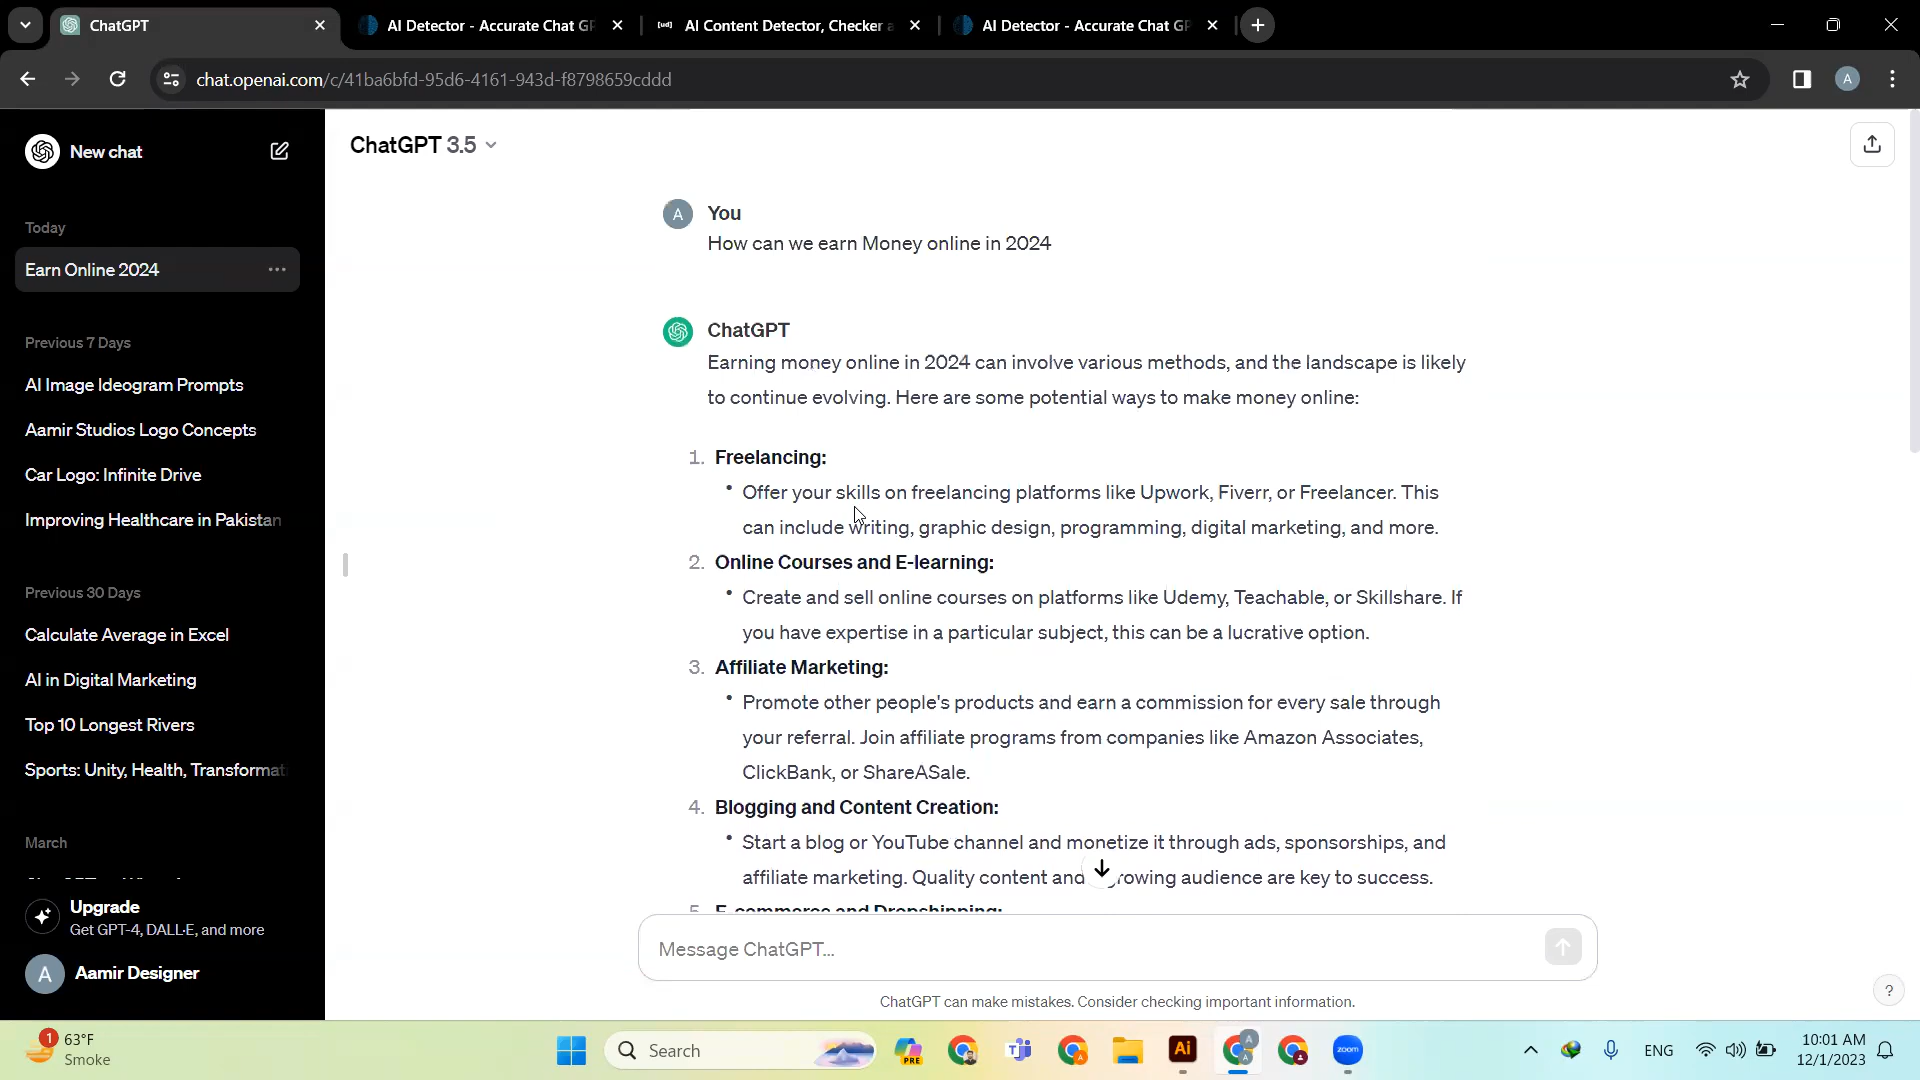 ChatGPT
AI Detector - Accurate Chat GP
[ud]
AI Content Detector, Checker a
AI Detector - Accurate Chat GP
chat.openai.com/c/41ba6bfd-95d6-4161-943d-f8798659cddd
A
New chat
Today
Earn Online 2024
Previous 7 Days
AI Image Ideogram Prompts
Aamir Studios Logo Concepts
Car Logo: Infinite Drive
Improving Healthcare in Pakistan
Previous 30 Days
Calculate Average in Excel
AI in Digital Marketing
Top 10 Longest Rivers
Sports: Unity, Health, Transformat
March
Upgrade
Get GPT-4, DALL·E, and more
A
Aamir Designer
ChatGPT 3.5
A
You
How can we earn Money online in 2024
ChatGPT
Earning money online in 2024 can involve various methods, and the landscape is likely
to continue evolving. Here are some potential ways to make money online:
1. Freelancing:
• Offer your skills on freelancing platforms like Upwork, Fiverr, or Freelancer. This
can include writing, graphic design, programming, digital marketing, and more.
2. Online Courses and E-learning:
• Create and sell online courses on platforms like Udemy, Teachable, or Skillshare. If
you have expertise in a particular subject, this can be a lucrative option.
3. Affiliate Marketing:
• Promote other people's products and earn a commission for every sale through
your referral. Join affiliate programs from companies like Amazon Associates,
ClickBank, or ShareASale.
4. Blogging and Content Creation:
• Start a blog or YouTube channel and monetize it through ads, sponsorships, and
affiliate marketing. Quality content and growing audience are key to success.
5. E-commerce and Dropshipping:
Message ChatGPT...
ChatGPT can make mistakes. Consider checking important information.
?
1
63°F
Smoke
Search
PRE
Ai
zoom
ENG
10:01 AM
12/1/2023